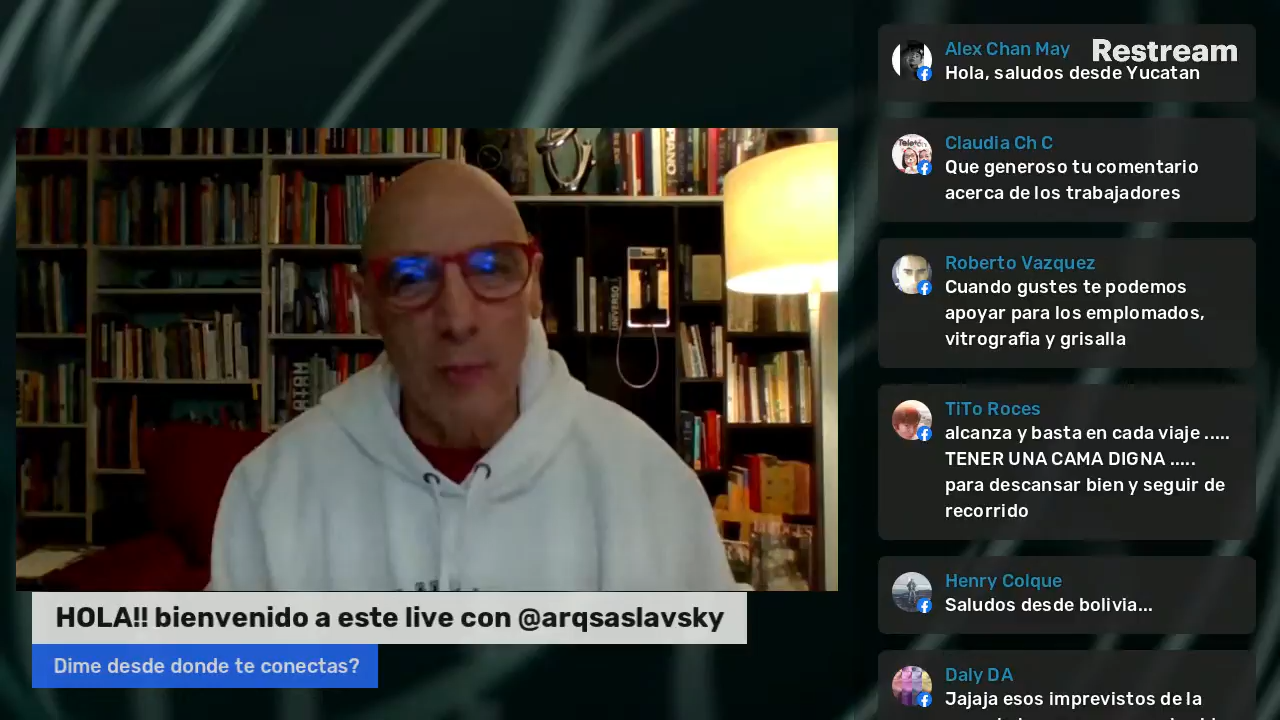 Restream
Alex Chan May
Hola, saludos desde Yucatan
Claudia Ch C
Que generoso tu comentario
acerca de los trabajadores
Roberto Vazquez
Cuando gustes te podemos
apoyar para los emplomados,
vitrografia y grisalla
TiTo Roces
alcanza y basta en cada viaje .....
TENER UNA CAMA DIGNA .....
para descansar bien y seguir de
recorrido
Henry Colque
Saludos desde bolivia...
Daly DA
Jajaja esos imprevistos de la
HOLA!! bienvenido a este live con @arqsaslavsky
Dime desde donde te conectas?
UNIVERSO
PIANO